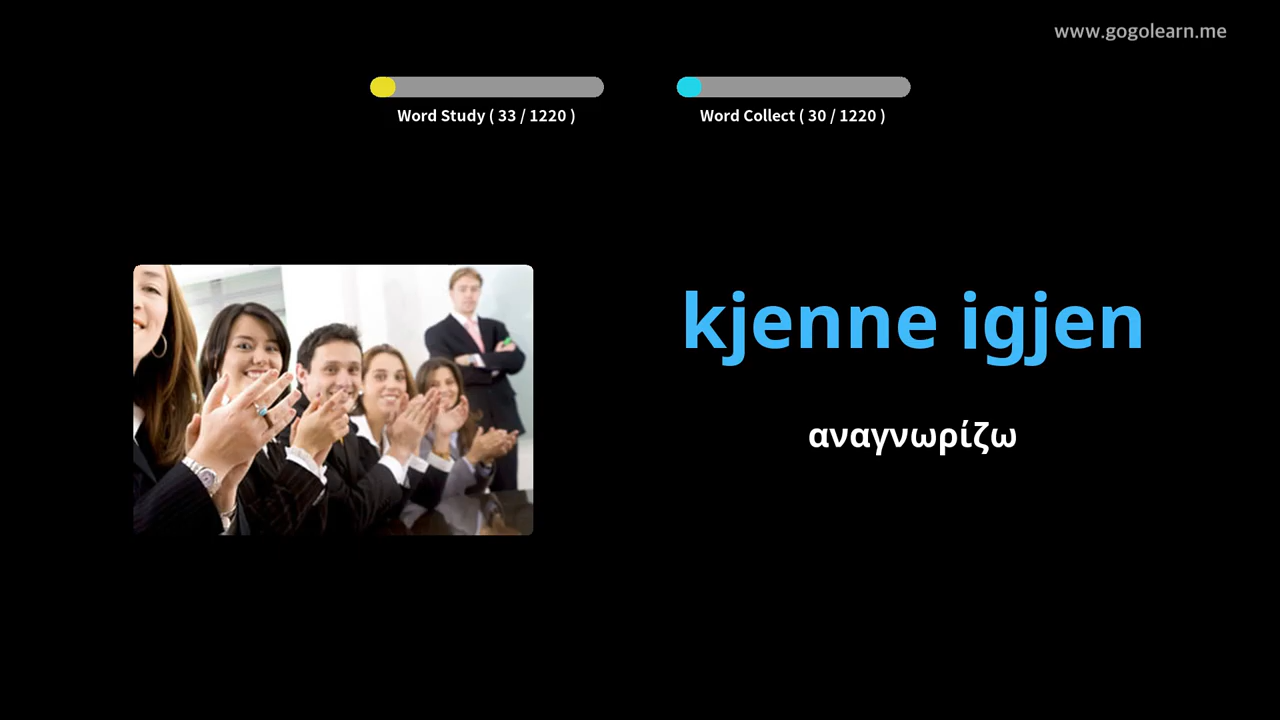 www.gogolearn.me
Word Study ( 33 / 1220 )
Word Collect ( 30 / 1220 )
kjenne igjen
αναγνωρίζω